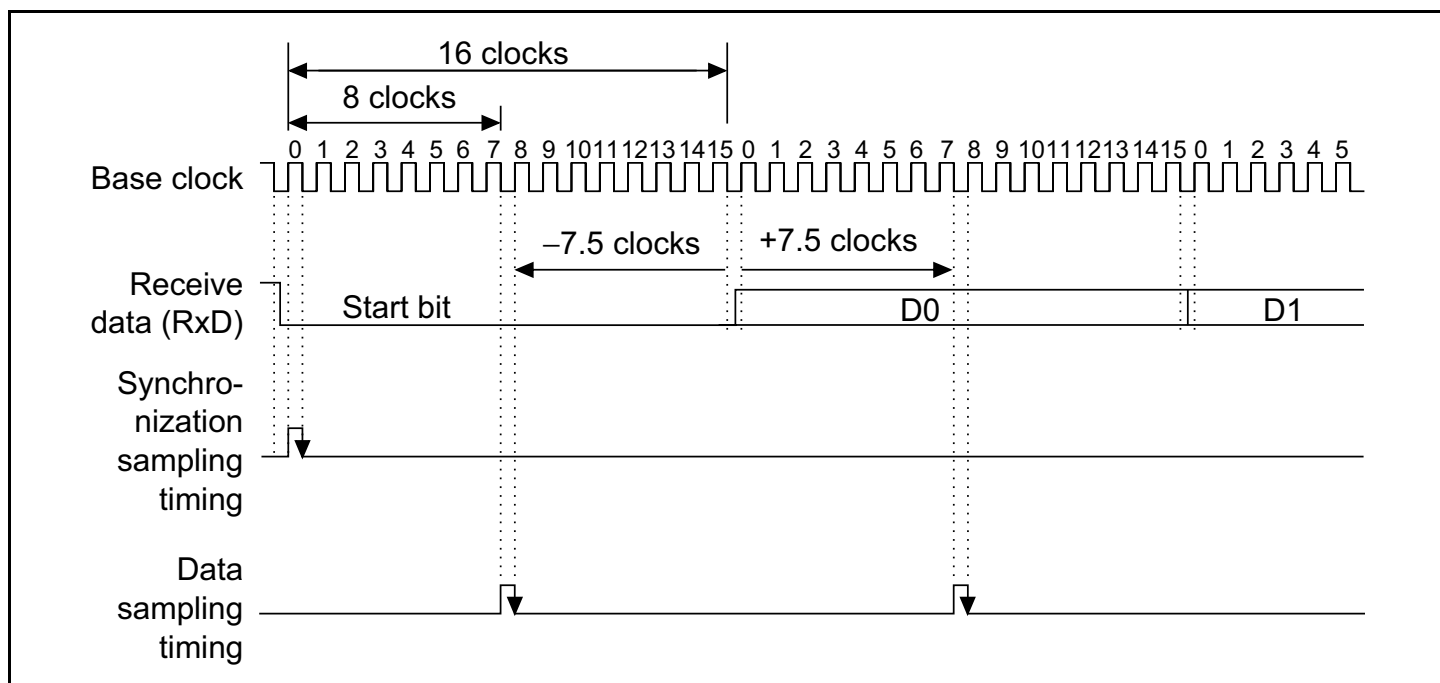 16 clocks
8 clocks
0 1 2 3 4 5 6 7 8 9 10 11 12 13 14 15 0 1 2 3 4 5 6 7 8 9 10 11 12 13 14 15 0 1 2 3 4 5
Base clock
−7.5 clocks +7.5 clocks
Receive
data (RxD)
Start bit D0 D1
Synchro-
nization
sampling
timing
Data
sampling
timing